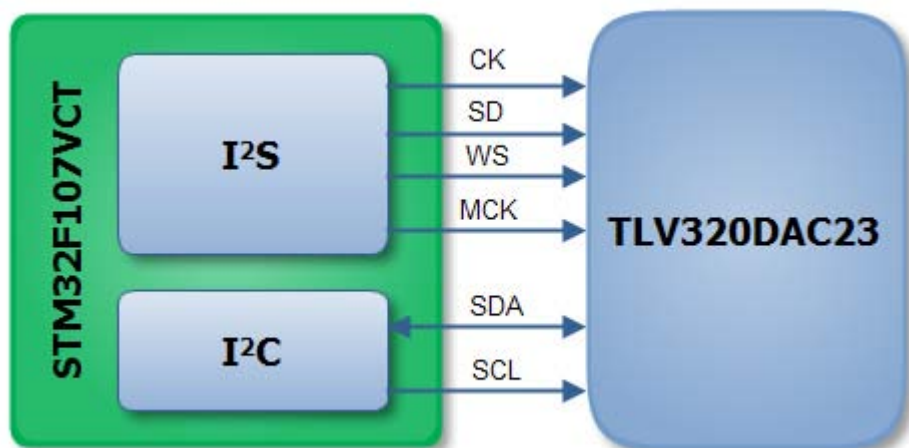 STM32F107VCT
I²S
CK
SD
WS
MCK
TLV320DAC23
I²C
SDA
SCL